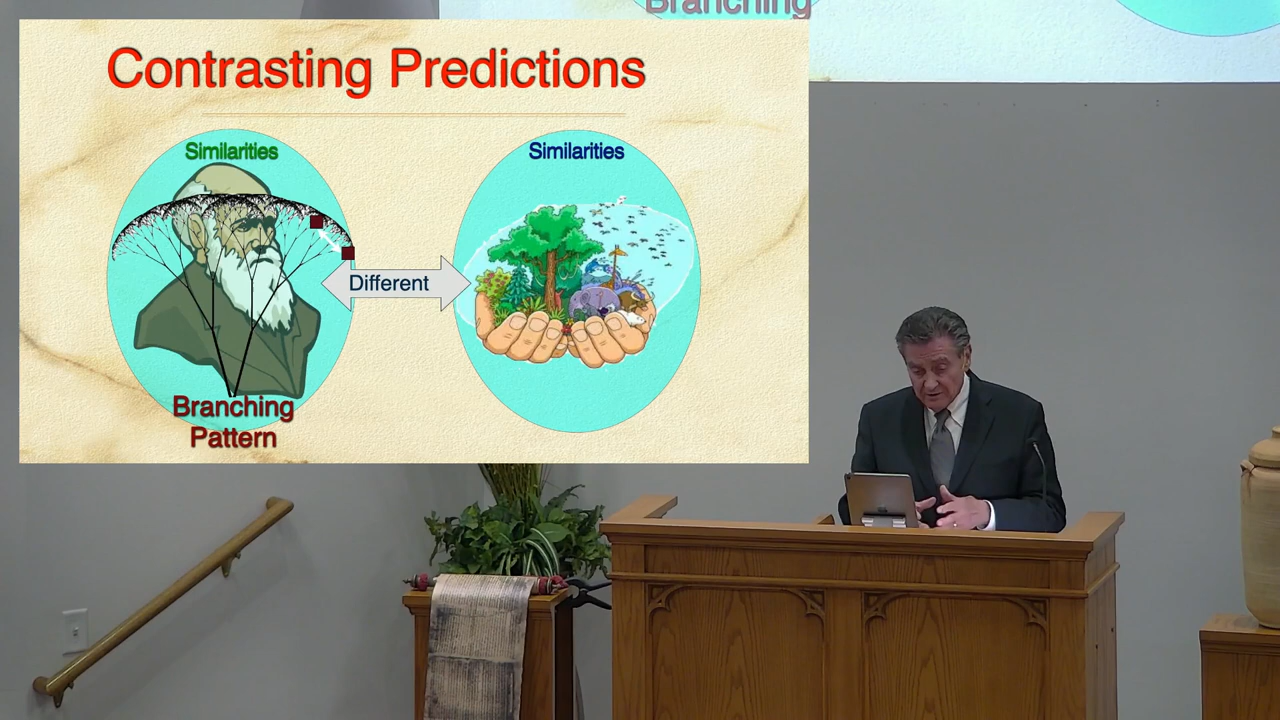 Branching
Contrasting Predictions
Similarities
Similarities
Different
Branching
Pattern